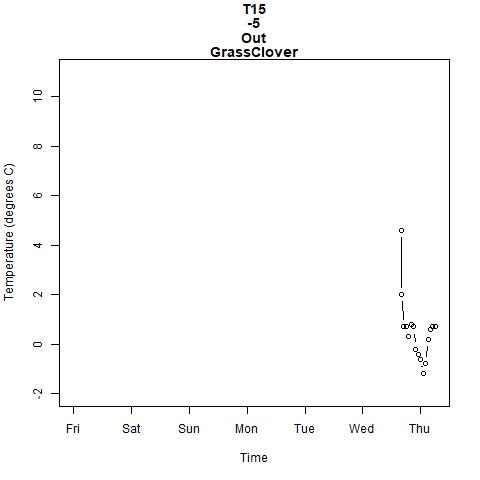 T15
-5
Out
GrassClover
Temperature (degrees C)
10
8
6
4
2
0
-2
Fri Sat Sun Mon Tue Wed Thu
Time